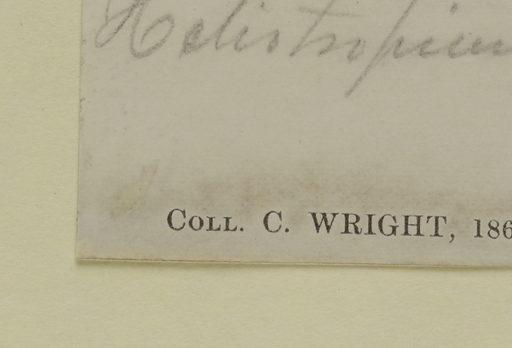 Heliotropium
COLL. C. WRIGHT, 186